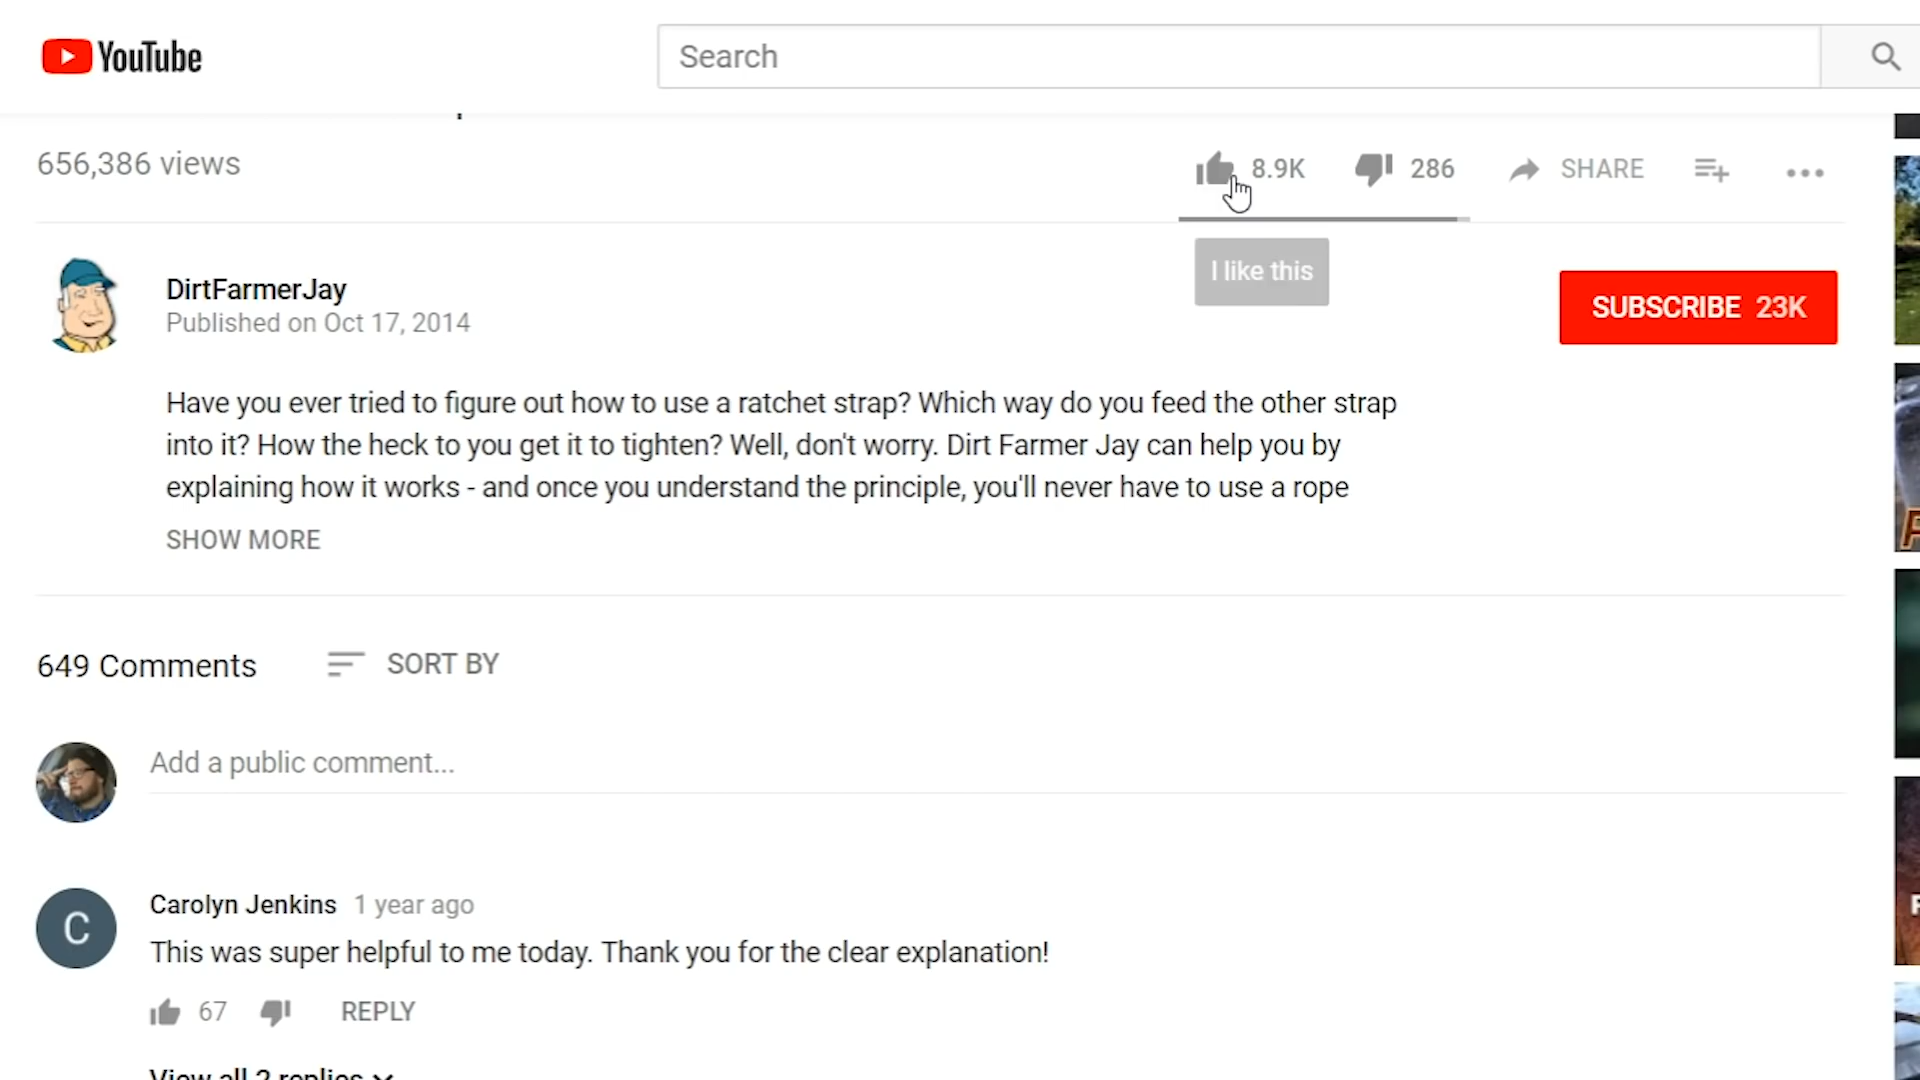 YouTube
Search
656,386 views
8.9K
286
SHARE
I like this
DirtFarmerJay
Published on Oct 17, 2014
SUBSCRIBE 23K
Have you ever tried to figure out how to use a ratchet strap? Which way do you feed the other strap
into it? How the heck to you get it to tighten? Well, don't worry. Dirt Farmer Jay can help you by
explaining how it works - and once you understand the principle, you'll never have to use a rope
SHOW MORE
649 Comments
SORT BY
Add a public comment...
C
Carolyn Jenkins 1 year ago
This was super helpful to me today. Thank you for the clear explanation!
67
REPLY
View all 2 replies